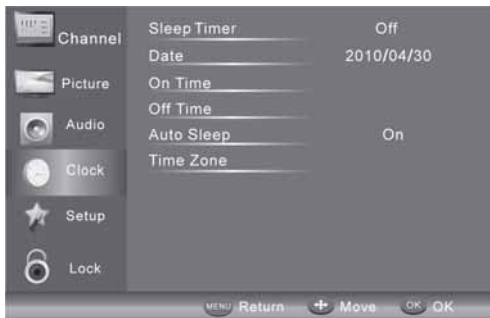 Channel
Picture
Audio
Clock
Setup
Lock
Sleep Timer Off
Date 2010/04/30
On Time
Off Time
Auto Sleep On
Time Zone
MENU Return Move OK OK